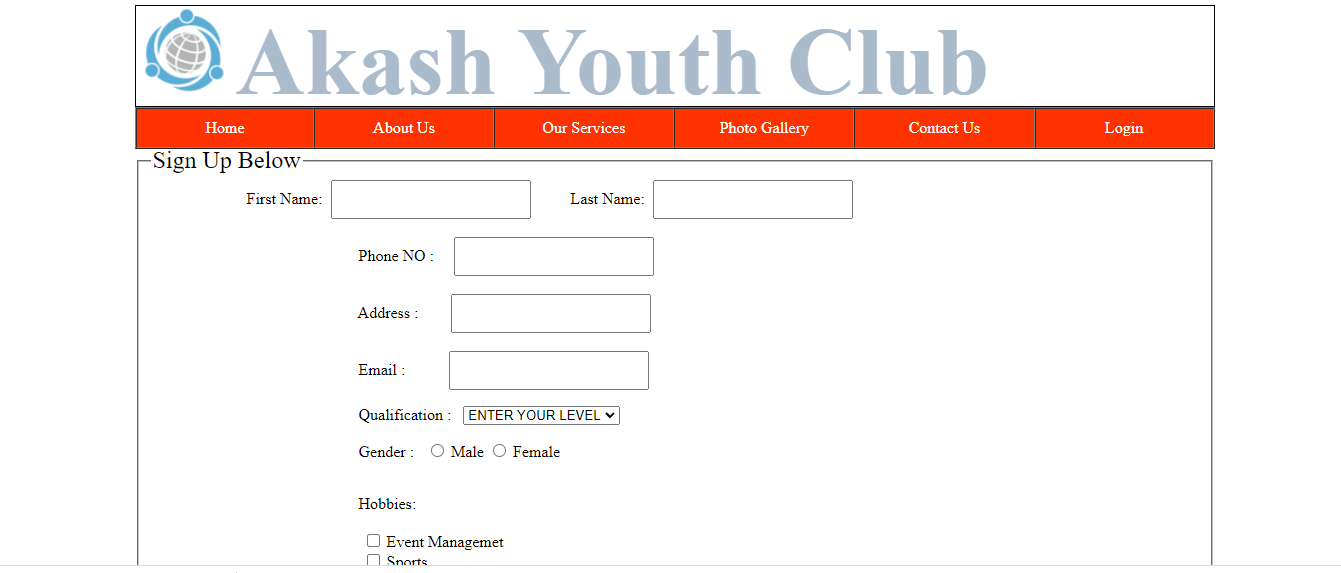 Akash Youth Club
Home About Us Our Services Photo Gallery Contact Us Login
Sign Up Below
First Name: Last Name:
Phone NO :
Address :
Email :
Qualification : ENTER YOUR LEVEL
Gender : Male Female
Hobbies:
Event Managemet
Sports